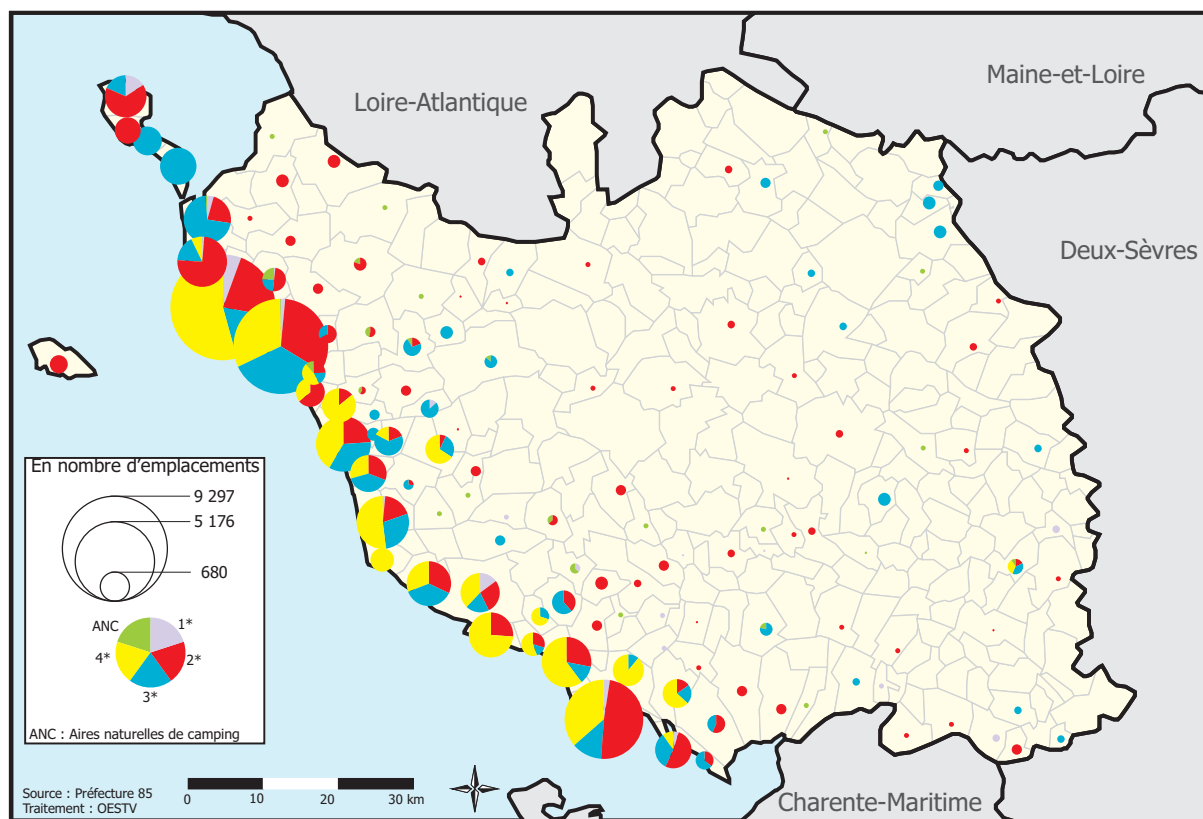 Maine-et-Loire
Loire-Atlantique
Deux-Sèvres
En nombre d'emplacements
9 297
5 176
680
ANC
1*
4*
2*
3*
ANC : Aires naturelles de camping
Source : Préfecture 85
Traitement : OESTV
0 10 20 30 km
Charente-Maritime